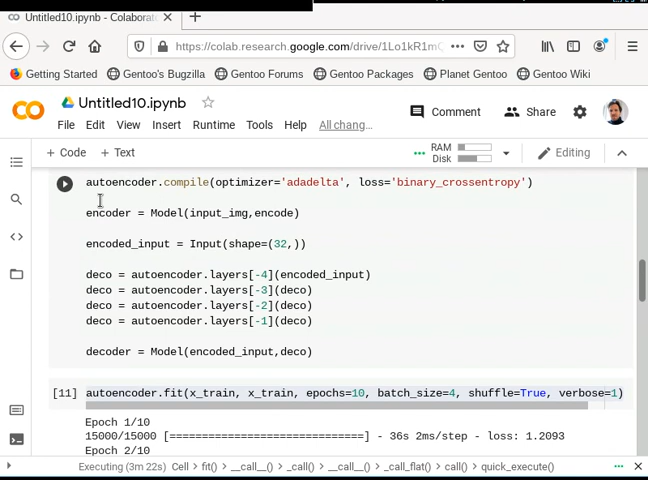 Untitled10.ipynb - Colaborat
https://colab.research.google.com/drive/1Lo1kR1mC
Getting Started Gentoo's Bugzilla Gentoo Forums Gentoo Packages Planet Gentoo Gentoo Wiki
Untitled10.ipynb
Comment Share
File Edit View Insert Runtime Tools Help All chang…
+ Code + Text RAM Disk Editing
autoencoder.compile(optimizer='adadelta', loss='binary_crossentropy')
encoder = Model(input_img,encode)
encoded_input = Input(shape=(32,))
deco = autoencoder.layers[-4](encoded_input)
deco = autoencoder.layers[-3](deco)
deco = autoencoder.layers[-2](deco)
deco = autoencoder.layers[-1](deco)
decoder = Model(encoded_input,deco)
[11] autoencoder.fit(x_train, x_train, epochs=10, batch_size=4, shuffle=True, verbose=1)
Epoch 1/10
15000/15000 [==============================] - 36s 2ms/step - loss: 1.2093
Epoch 2/10
Executing (3m 22s) Cell > fit() > __call__() > _call() > __call__() > _call_flat() > call() > quick_execute()